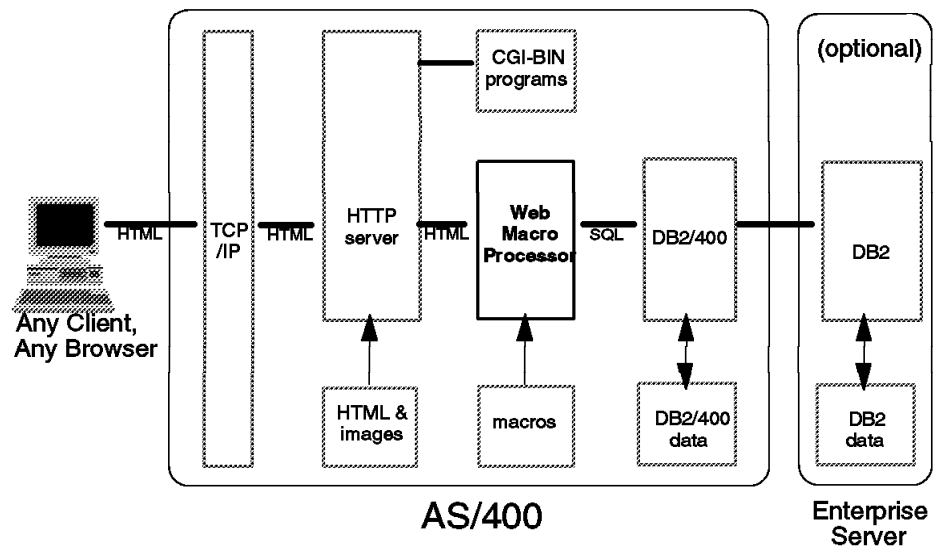 (optional)
CGI-BIN
programs
HTML
TCP
/IP
HTML
HTTP
server
HTML
Web
Macro
Processor
SQL
DB2/400
DB2
Any Client,
Any Browser
HTML &
images
macros
DB2/400
data
DB2
data
AS/400
Enterprise
Server